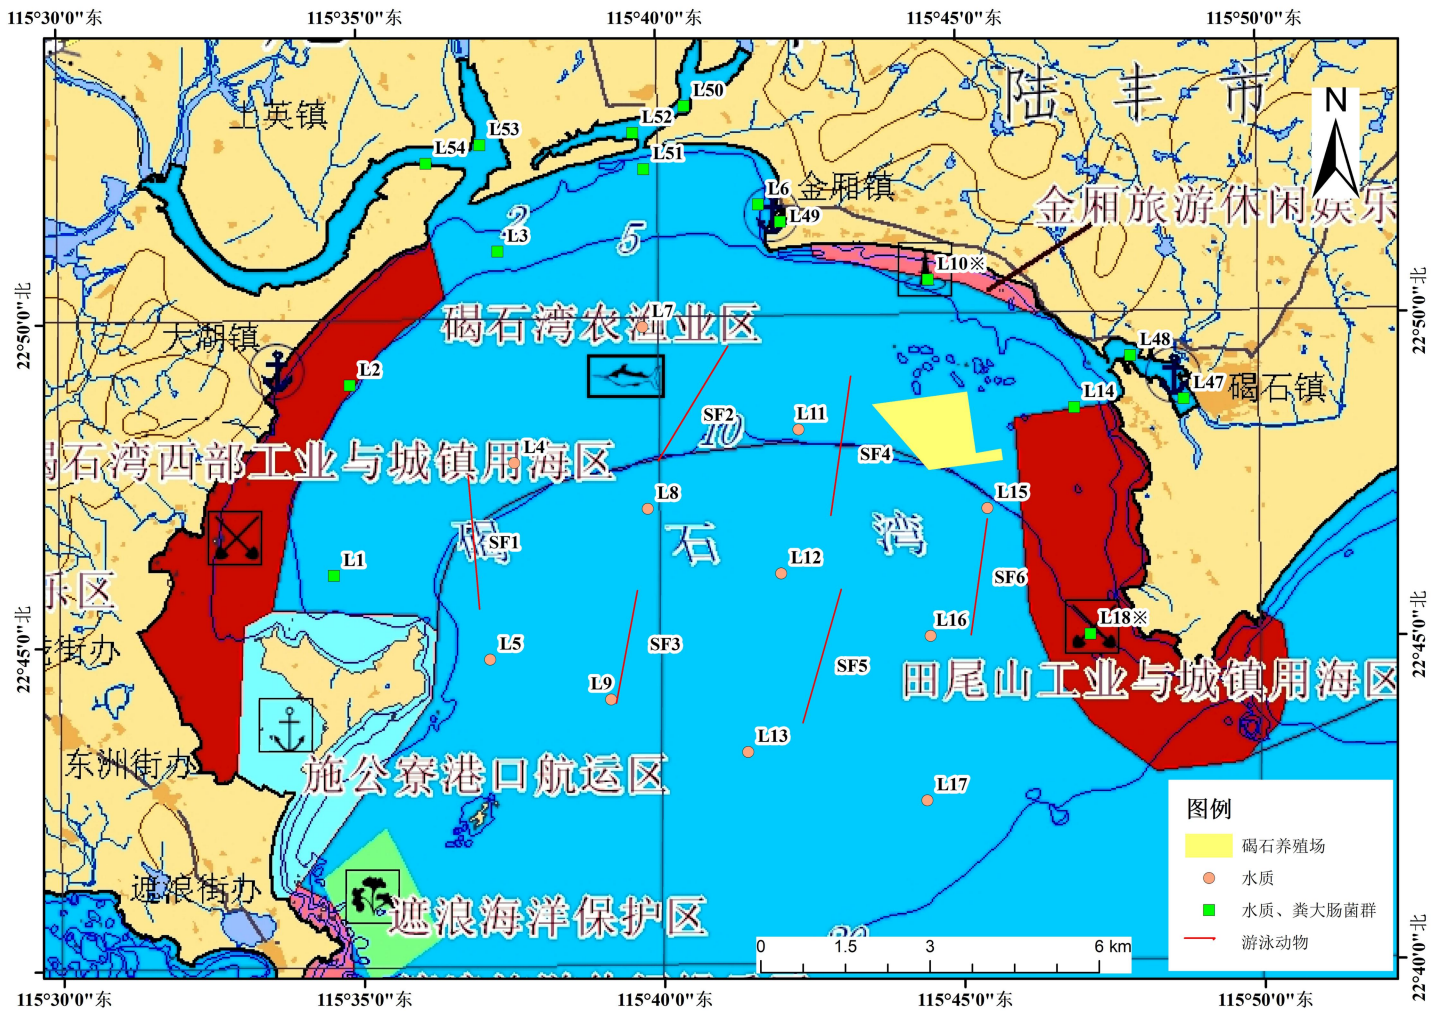 115°30'0"东
115°35'0"东
115°40'0"东
115°45'0"东
115°50'0"东
陆丰市
N
上英镇
L50
L52
L53
L54
L51
L6
金厢镇
L49
金厢旅游休闲娱乐
2
L3
5
L10※
22°50'0"北
22°50'0"北
L7
碣石湾农渔业区
大湖镇
L48
L2
L47
碣石镇
L14
SF2
L11
10
SF4
L4
碣石湾西部工业与城镇用海区
L8
L15
碣石湾
SF1
L1
L12
SF6
乐区
L16
L18※
街办
22°45'0"北
22°45'0"北
L5
SF3
SF5
L9
田尾山工业与城镇用海区
L13
东洲街办
施公寮港口航运区
L17
图例
碣石养殖场
水质
水质、粪大肠菌群
游泳动物
遮浪街办
遮浪海洋保护区
0 1.5 3 6 km
22°40'0"北
115°30'0"东
115°35'0"东
115°40'0"东
115°45'0"东
115°50'0"东